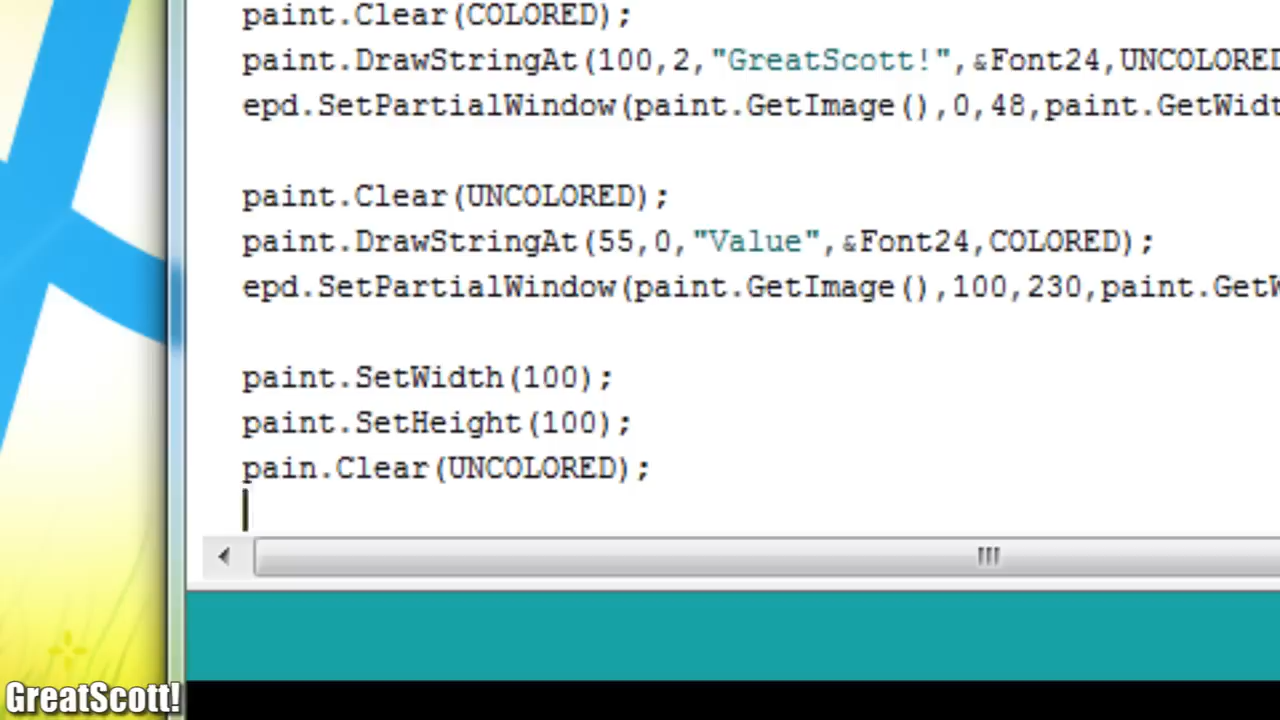 paint.Clear(COLORED);
paint.DrawStringAt(100,2,"GreatScott!",&Font24,UNCOLORED
epd.SetPartialWindow(paint.GetImage(),0,48,paint.GetWidt
paint.Clear(UNCOLORED);
paint.DrawStringAt(55,0,"Value",&Font24,COLORED);
epd.SetPartialWindow(paint.GetImage(),100,230,paint.GetW
paint.SetWidth(100);
paint.SetHeight(100);
pain.Clear(UNCOLORED);
GreatScott!